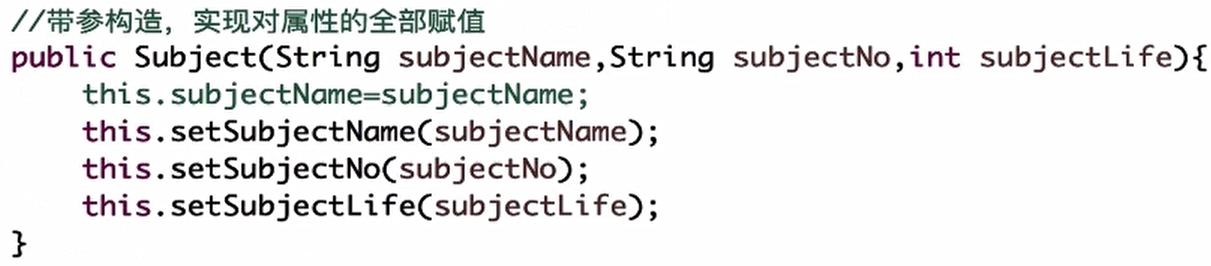 //带参构造，实现对属性的全部赋值
public Subject(String subjectName,String subjectNo,int subjectLife){
    this.subjectName=subjectName;
    this.setSubjectName(subjectName);
    this.setSubjectNo(subjectNo);
    this.setSubjectLife(subjectLife);
}